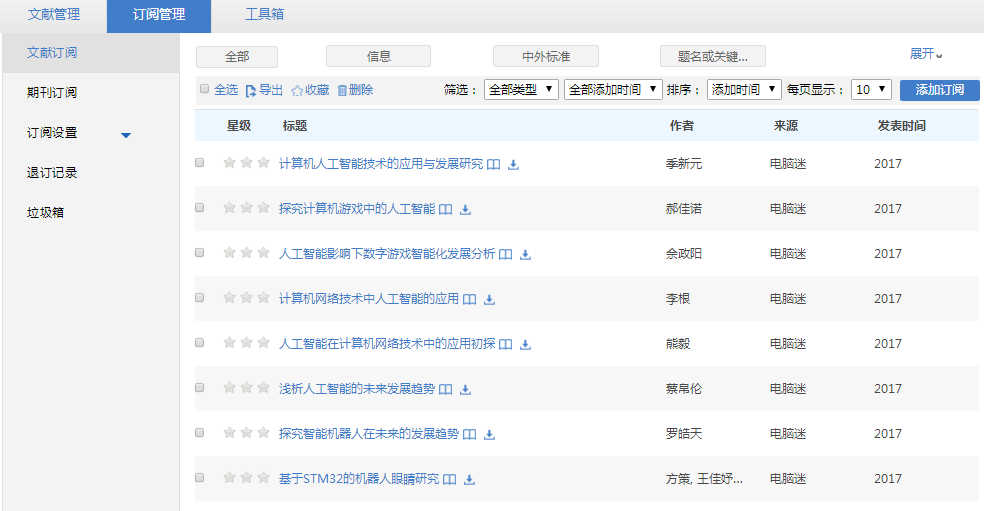 文献管理 订阅管理 工具箱
文献订阅
期刊订阅
订阅设置
退订记录
垃圾箱
全部 信息 中外标准 题名或关键... 展开
全选 导出 收藏 删除 筛选： 全部类型 全部添加时间 排序： 添加时间 每页显示： 10 添加订阅
星级 标题 作者 来源 发表时间
计算机人工智能技术的应用与发展研究 季新元 电脑迷 2017
探究计算机游戏中的人工智能 郝佳诺 电脑迷 2017
人工智能影响下数字游戏智能化发展分析 佘政阳 电脑迷 2017
计算机网络技术中人工智能的应用 李根 电脑迷 2017
人工智能在计算机网络技术中的应用初探 熊毅 电脑迷 2017
浅析人工智能的未来发展趋势 蔡帛伦 电脑迷 2017
探究智能机器人在未来的发展趋势 罗皓天 电脑迷 2017
基于STM32的机器人眼睛研究 方策, 王佳妤... 电脑迷 2017